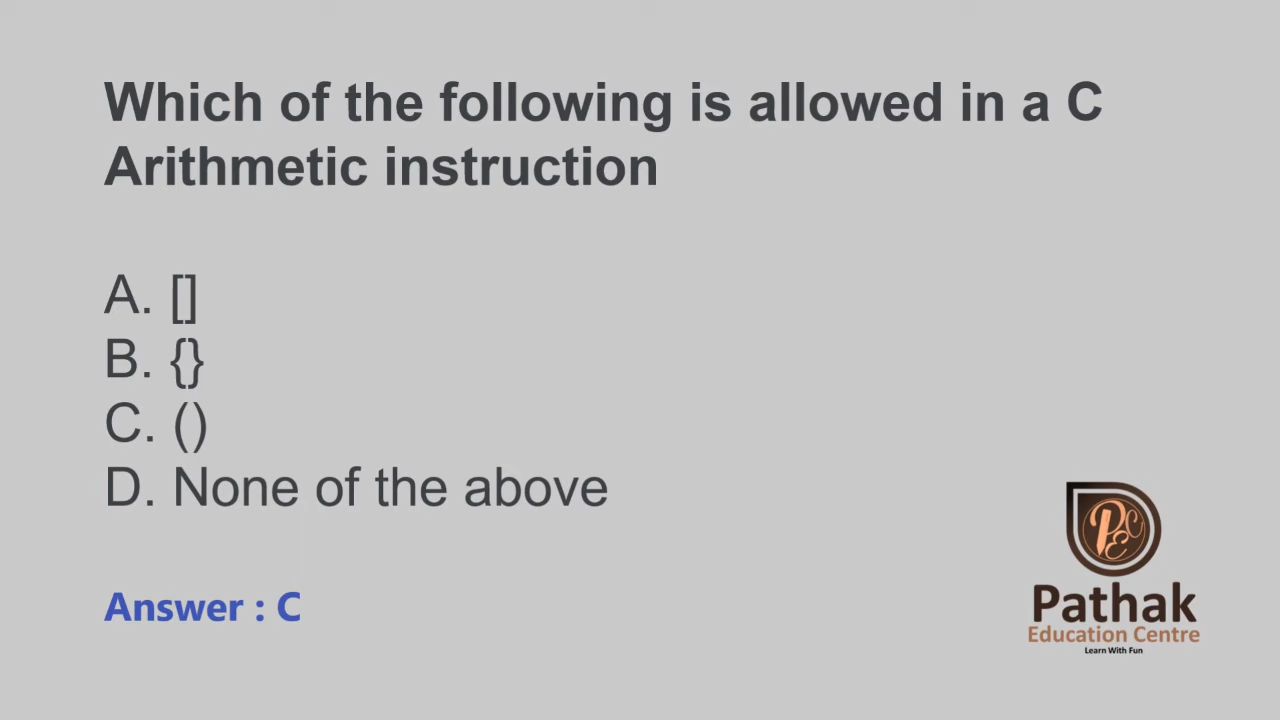 Which of the following is allowed in a C
Arithmetic instruction
A. []
B. {}
C. ()
D. None of the above
Answer : C
PEC
Pathak
Education Centre
Learn With Fun